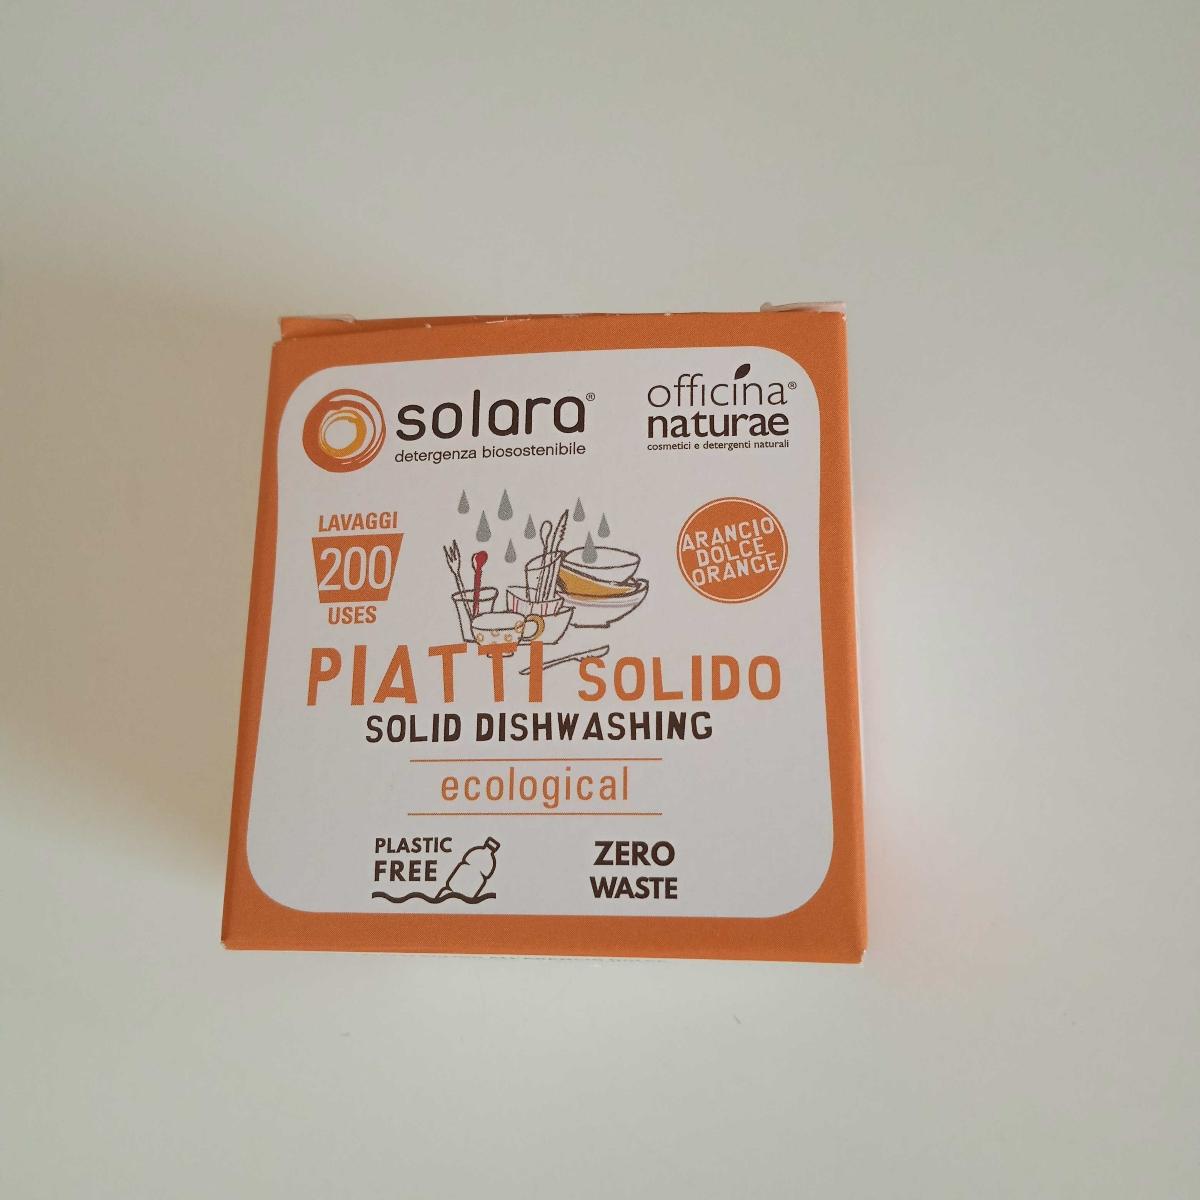 solara®
detergenza biosostenibile
officina®
naturae
cosmetici e detergenti naturali
LAVAGGI
200
USES
ARANCIO
DOLCE
ORANGE
PIATTI SOLIDO
SOLID DISHWASHING
ecological
PLASTIC
FREE
ZERO
WASTE